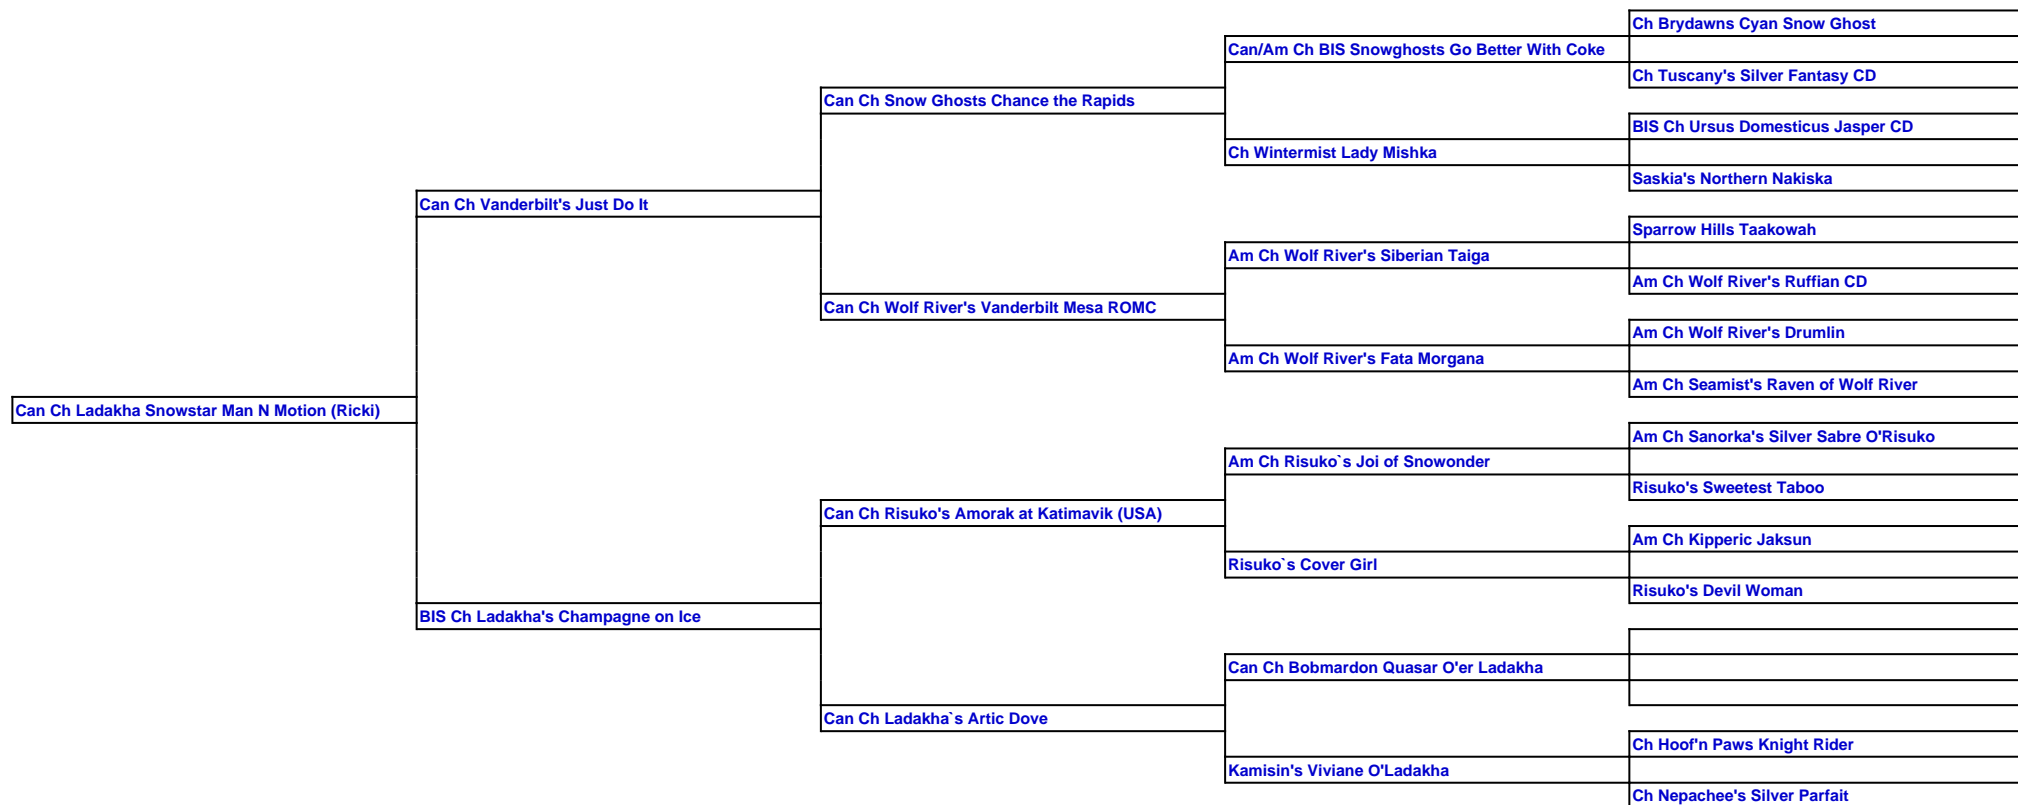 Ch Brydawns Cyan Snow Ghost
Can/Am Ch BIS Snowghosts Go Better With Coke
Ch Tuscany's Silver Fantasy CD
Can Ch Snow Ghosts Chance the Rapids
BIS Ch Ursus Domesticus Jasper CD
Ch Wintermist Lady Mishka
Saskia's Northern Nakiska
Can Ch Vanderbilt's Just Do It
Sparrow Hills Taakowah
Am Ch Wolf River's Siberian Taiga
Am Ch Wolf River's Ruffian CD
Can Ch Wolf River's Vanderbilt Mesa ROMC
Am Ch Wolf River's Drumlin
Am Ch Wolf River's Fata Morgana
Am Ch Seamist's Raven of Wolf River
Can Ch Ladakha Snowstar Man N Motion (Ricki)
Am Ch Sanorka's Silver Sabre O'Risuko
Am Ch Risuko`s Joi of Snowonder
Risuko's Sweetest Taboo
Can Ch Risuko's Amorak at Katimavik (USA)
Am Ch Kipperic Jaksun
Risuko`s Cover Girl
Risuko's Devil Woman
BIS Ch Ladakha's Champagne on Ice
Can Ch Bobmardon Quasar O'er Ladakha
Can Ch Ladakha`s Artic Dove
Ch Hoof'n Paws Knight Rider
Kamisin's Viviane O'Ladakha
Ch Nepachee's Silver Parfait